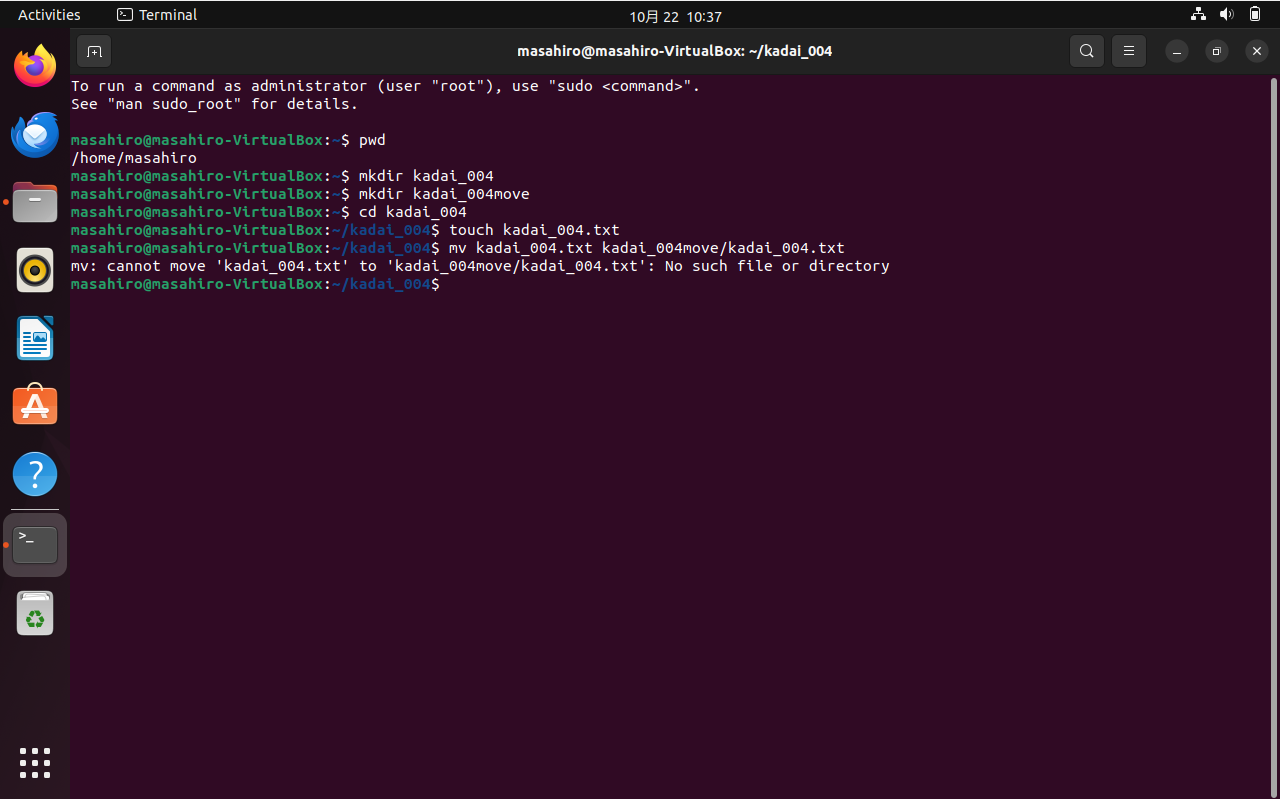 Activities
Terminal
10月 22 10:37
masahiro@masahiro-VirtualBox: ~/kadai_004
To run a command as administrator (user "root"), use "sudo <command>".
See "man sudo_root" for details.
masahiro@masahiro-VirtualBox:~$ pwd
/home/masahiro
masahiro@masahiro-VirtualBox:~$ mkdir kadai_004
masahiro@masahiro-VirtualBox:~$ mkdir kadai_004move
masahiro@masahiro-VirtualBox:~$ cd kadai_004
masahiro@masahiro-VirtualBox:~/kadai_004$ touch kadai_004.txt
masahiro@masahiro-VirtualBox:~/kadai_004$ mv kadai_004.txt kadai_004move/kadai_004.txt
mv: cannot move 'kadai_004.txt' to 'kadai_004move/kadai_004.txt': No such file or directory
masahiro@masahiro-VirtualBox:~/kadai_004$